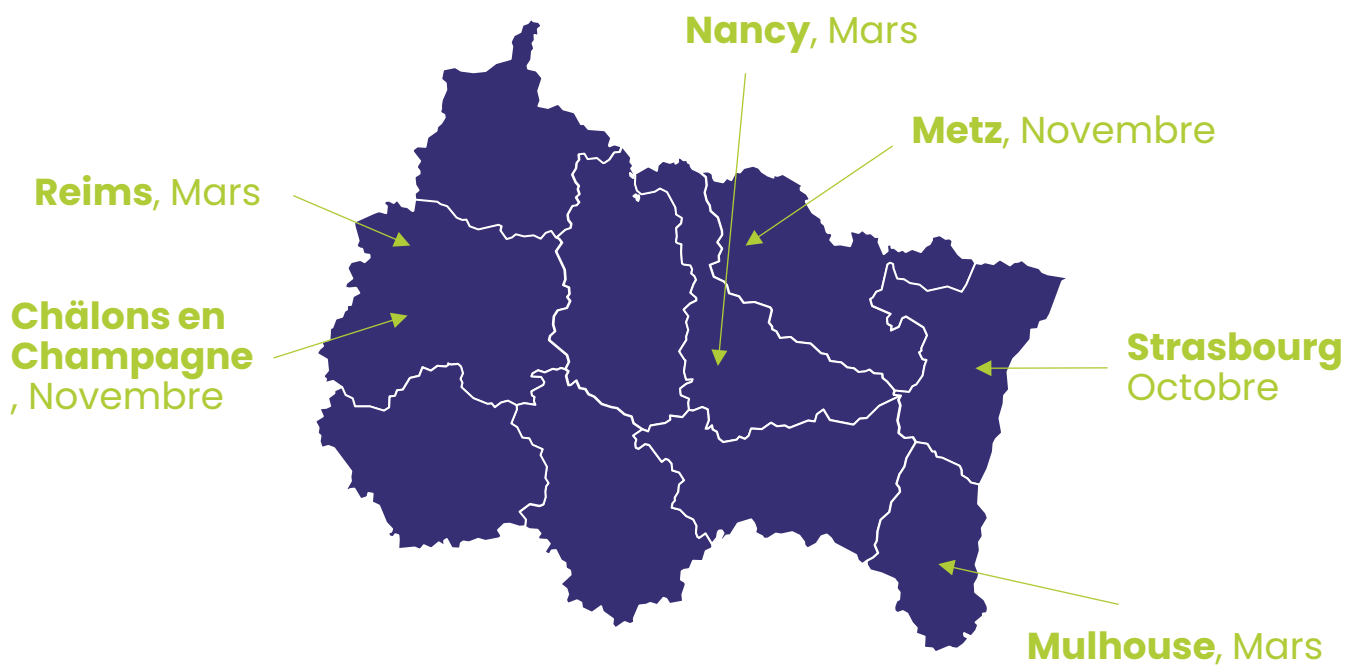 Nancy, Mars
Metz, Novembre
Reims, Mars
Chälons en
Champagne
, Novembre
Strasbourg
Octobre
Mulhouse, Mars